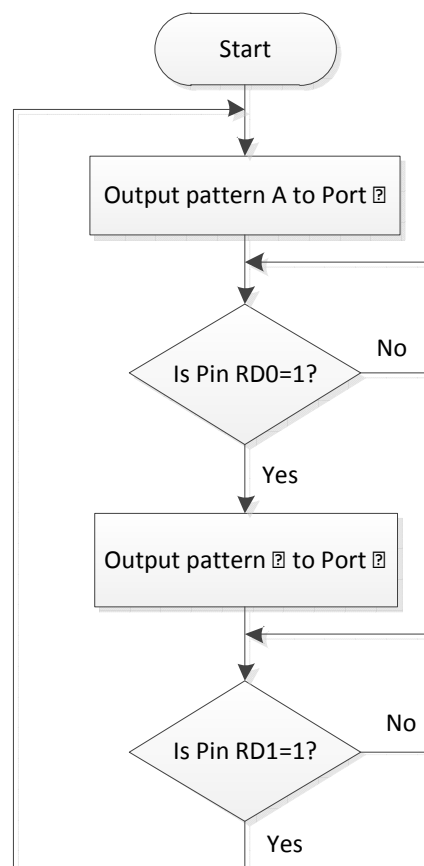 Start
Output pattern A to Port
No
Is Pin RD0=1?
Yes
Output pattern to Port
No
Is Pin RD1=1?
Yes